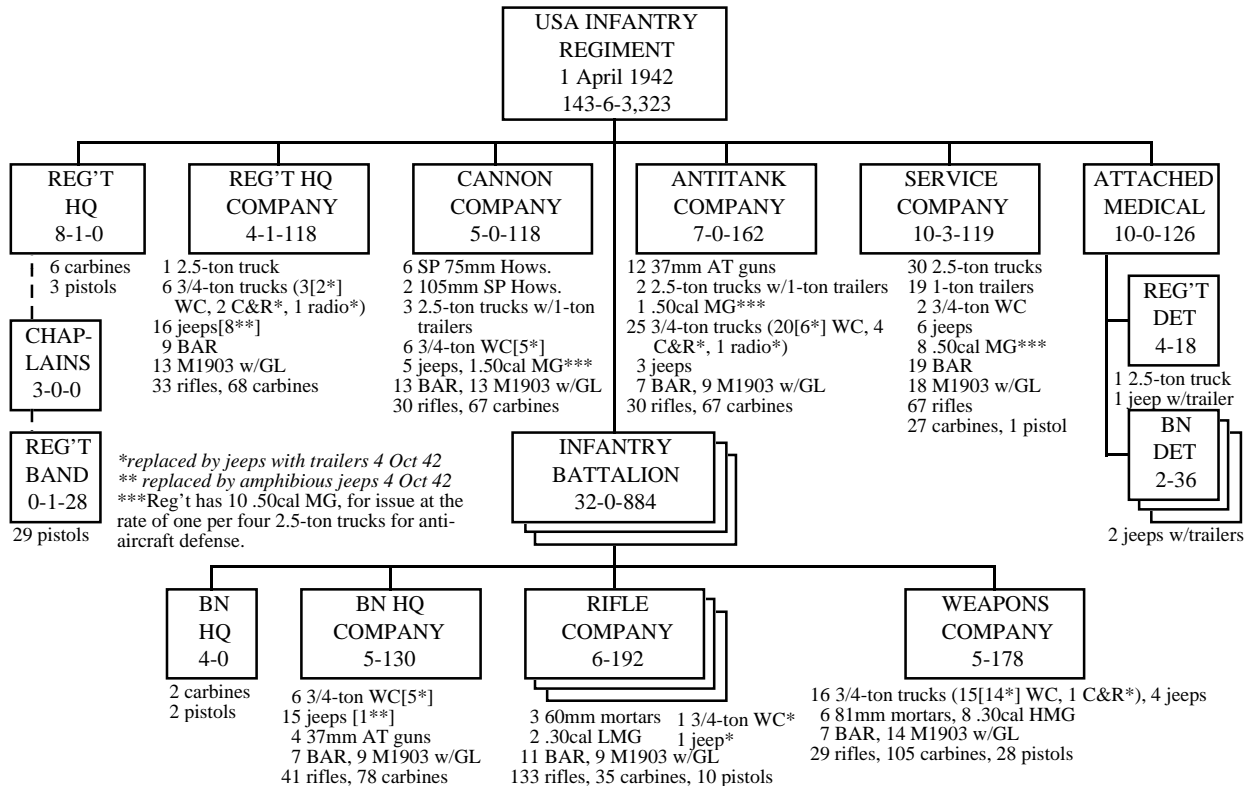 USA INFANTRY
REGIMENT
1 April 1942
143-6-3,323
REG'T
HQ
8-1-0
6 carbines
3 pistols
CHAP-
LAINS
3-0-0
REG'T
BAND
0-1-28
29 pistols
REG'T HQ
COMPANY
4-1-118
1 2.5-ton truck
6 3/4-ton trucks (3[2*]
WC, 2 C&R*, 1 radio*)
16 jeeps[8**]
9 BAR
13 M1903 w/GL
33 rifles, 68 carbines
CANNON
COMPANY
5-0-118
6 SP 75mm Hows.
2 105mm SP Hows.
3 2.5-ton trucks w/1-ton
trailers
6 3/4-ton WC[5*]
5 jeeps, 1.50cal MG***
13 BAR, 13 M1903 w/GL
30 rifles, 67 carbines
ANTITANK
COMPANY
7-0-162
12 37mm AT guns
2 2.5-ton trucks w/1-ton trailers
1 .50cal MG***
25 3/4-ton trucks (20[6*] WC, 4
C&R*, 1 radio*)
3 jeeps
7 BAR, 9 M1903 w/GL
30 rifles, 67 carbines
SERVICE
COMPANY
10-3-119
30 2.5-ton trucks
19 1-ton trailers
2 3/4-ton WC
6 jeeps
8 .50cal MG***
19 BAR
18 M1903 w/GL
67 rifles
27 carbines, 1 pistol
ATTACHED
MEDICAL
10-0-126
REG'T
DET
4-18
1 2.5-ton truck
1 jeep w/trailer
BN
DET
2-36
2 jeeps w/trailers
*replaced by jeeps with trailers 4 Oct 42
** replaced by amphibious jeeps 4 Oct 42
***Reg't has 10 .50cal MG, for issue at the
rate of one per four 2.5-ton trucks for anti-
aircraft defense.
INFANTRY
BATTALION
32-0-884
BN
HQ
4-0
2 carbines
2 pistols
BN HQ
COMPANY
5-130
6 3/4-ton WC[5*]
15 jeeps [1**]
4 37mm AT guns
7 BAR, 9 M1903 w/GL
41 rifles, 78 carbines
RIFLE
COMPANY
6-192
3 60mm mortars
2 .30cal LMG
1 3/4-ton WC*
1 jeep*
11 BAR, 9 M1903 w/GL
133 rifles, 35 carbines, 10 pistols
WEAPONS
COMPANY
5-178
16 3/4-ton trucks (15[14*] WC, 1 C&R*), 4 jeeps
6 81mm mortars, 8 .30cal HMG
7 BAR, 14 M1903 w/GL
29 rifles, 105 carbines, 28 pistols